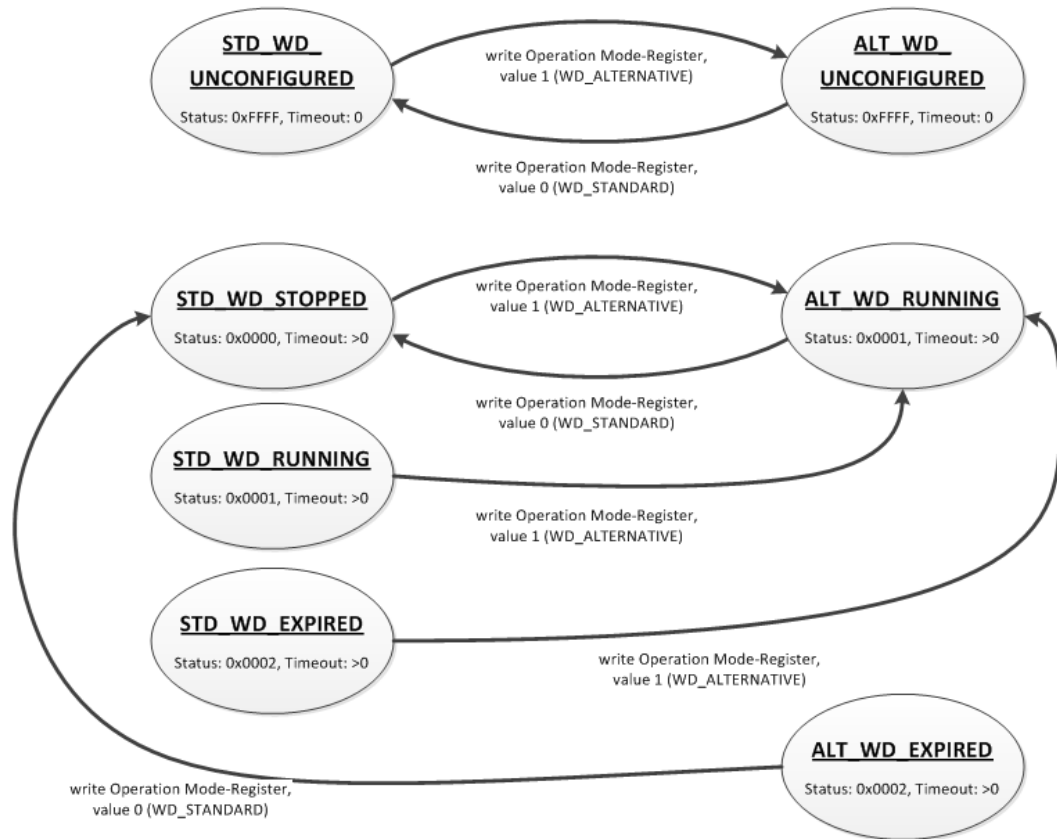 STD_WD_
UNCONFIGURED
Status: 0xFFFF, Timeout: 0
write Operation Mode-Register,
value 1 (WD_ALTERNATIVE)
ALT_WD_
UNCONFIGURED
Status: 0xFFFF, Timeout: 0
write Operation Mode-Register,
value 0 (WD_STANDARD)
STD_WD_STOPPED
Status: 0x0000, Timeout: >0
write Operation Mode-Register,
value 1 (WD_ALTERNATIVE)
ALT_WD_RUNNING
Status: 0x0001, Timeout: >0
write Operation Mode-Register,
value 0 (WD_STANDARD)
STD_WD_RUNNING
Status: 0x0001, Timeout: >0
write Operation Mode-Register,
value 1 (WD_ALTERNATIVE)
STD_WD_EXPIRED
Status: 0x0002, Timeout: >0
write Operation Mode-Register,
value 1 (WD_ALTERNATIVE)
ALT_WD_EXPIRED
Status: 0x0002, Timeout: >0
write Operation Mode-Register,
value 0 (WD_STANDARD)